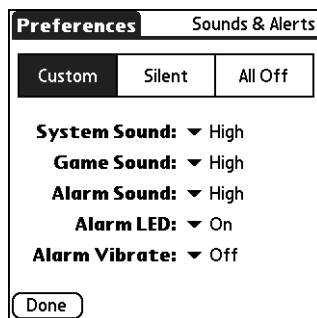 Preferences Sounds & Alerts
Custom Silent All Off
System Sound: High
Game Sound: High
Alarm Sound: High
Alarm LED: On
Alarm Vibrate: Off
Done